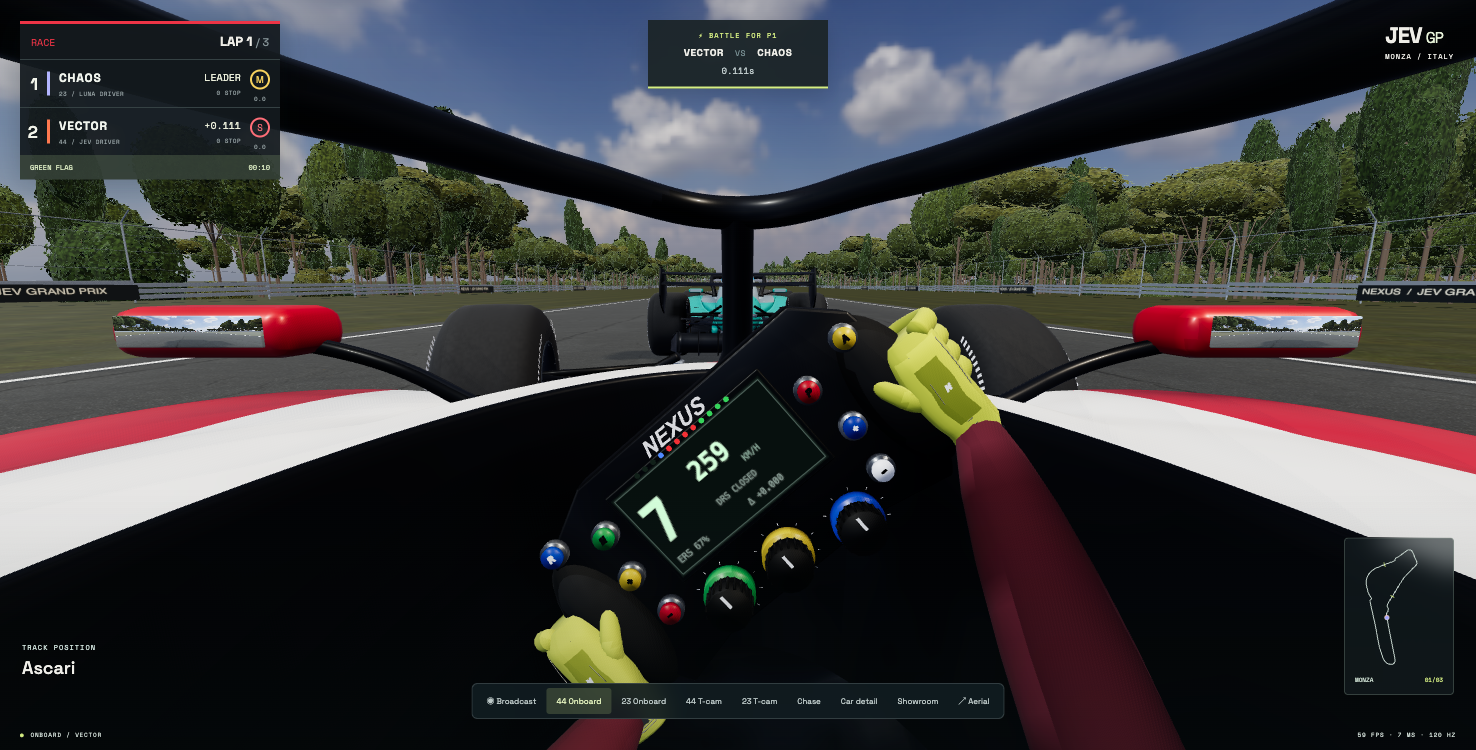 RACE
LAP 1 / 3
1 CHAOS LEADER M
23 / LUNA DRIVER 0 STOP 0.0
2 VECTOR +0.111 S
44 / JEV DRIVER 0 STOP 0.0
GREEN FLAG 00:10
⚡ BATTLE FOR P1
VECTOR VS CHAOS
0.111s
JEV GP
MONZA / ITALY
JEV GRAND PRIX
NEXUS / JEV GRA
NEXUS
259 KM/H
7
DRS CLOSED
Δ +0.000
ERS 67%
TRACK POSITION
Ascari
MONZA 01/03
Broadcast
44 Onboard
23 Onboard
44 T-cam
23 T-cam
Chase
Car detail
Showroom
Aerial
ONBOARD / VECTOR
59 FPS · 7 MS · 120 HZ